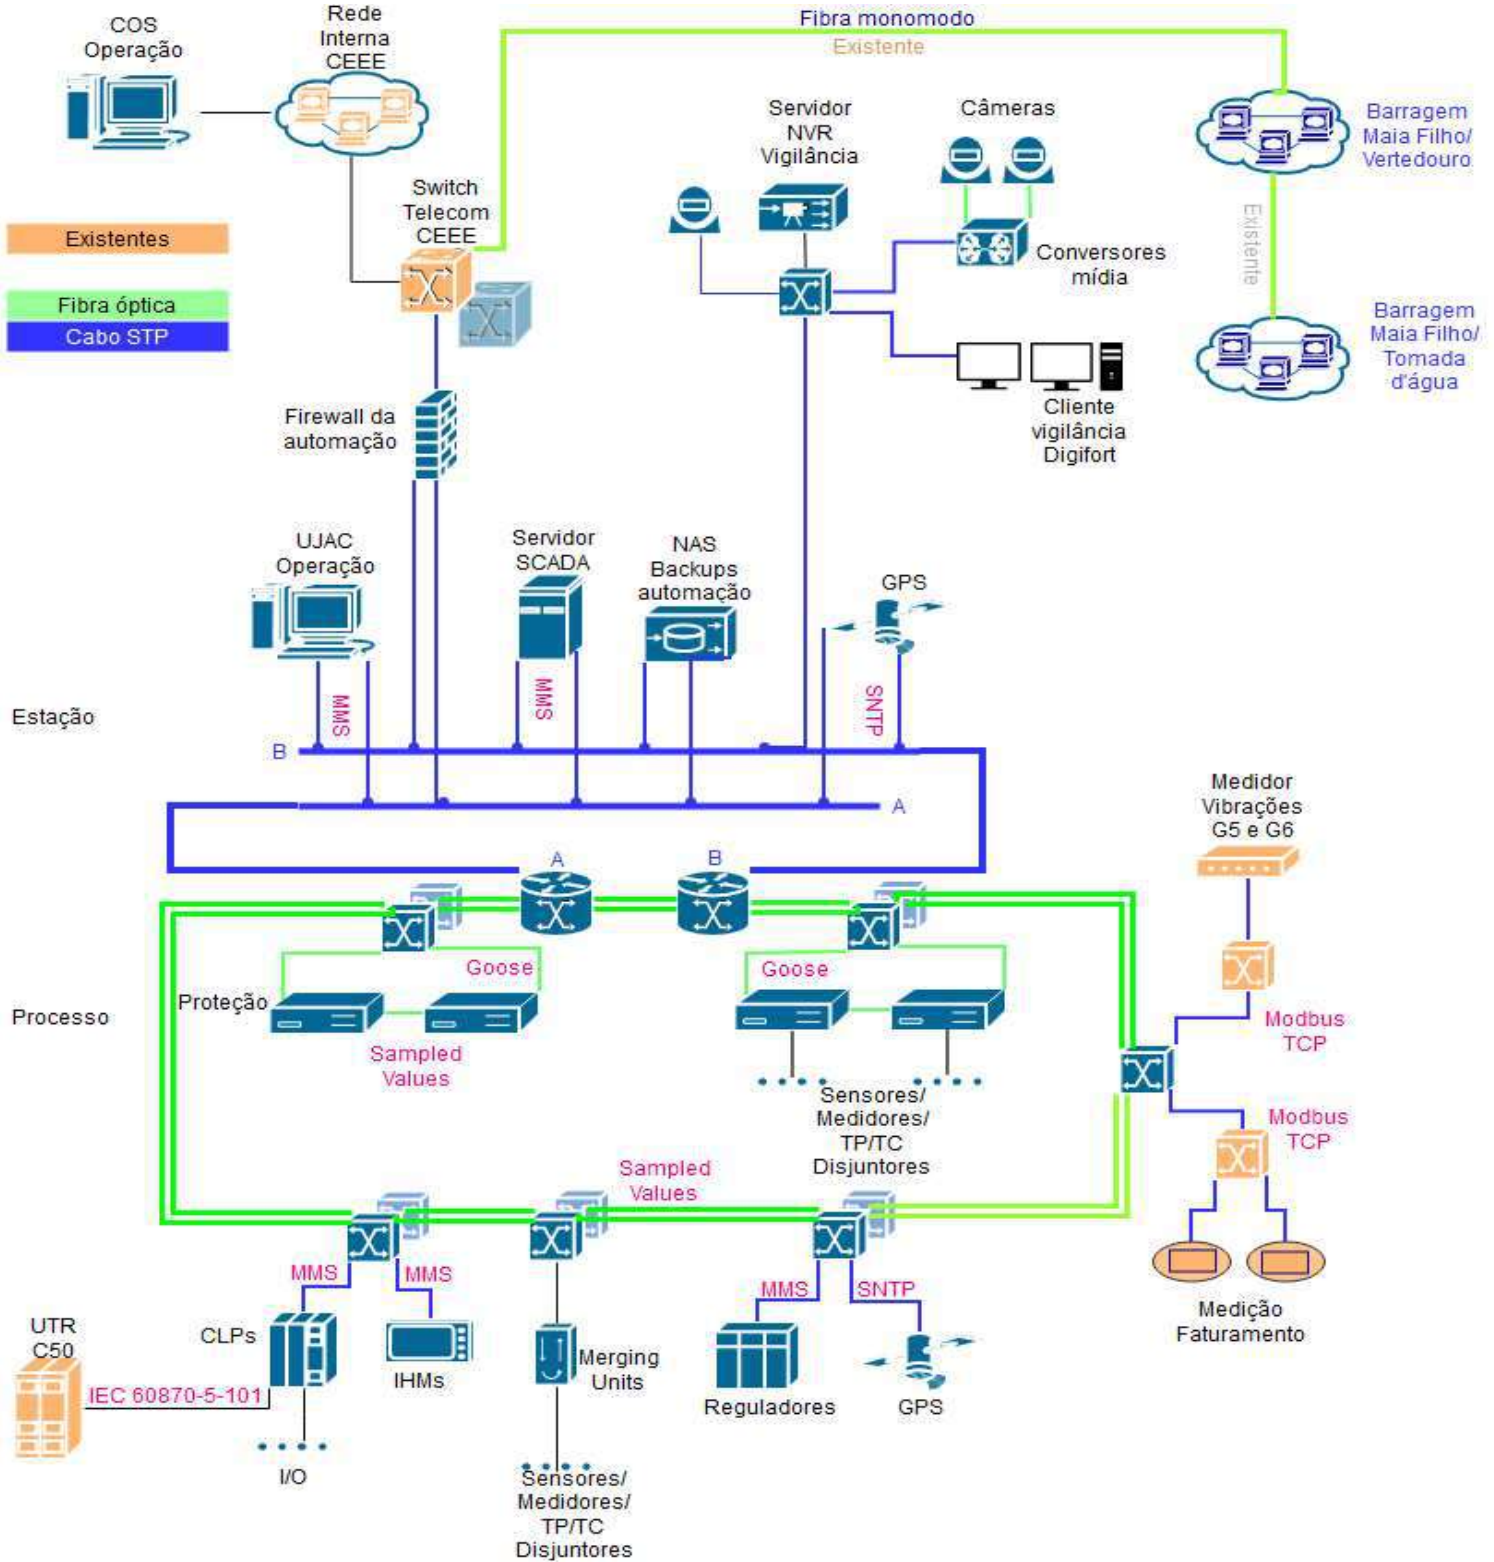 COS
Operação
Rede
Interna
CEEE
Fibra monomodo
Existente
Servidor
NVR
Vigilância
Câmeras
Barragem
Maia Filho/
Vertedouro
Switch
Telecom
CEEE
Existentes
Fibra óptica
Cabo STP
Conversores
mídia
Existente
Barragem
Maia Filho/
Tomada
d'água
Firewall da
automação
Cliente
vigilância
Digifort
UJAC
Operação
Servidor
SCADA
NAS
Backups
automação
GPS
MMS
MMS
SNTP
Estação
B
A
Medidor
Vibrações
G5 e G6
A
B
Goose
Goose
Proteção
Processo
Sampled
Values
Modbus
TCP
Sensores/
Medidores/
TP/TC
Disjuntores
Modbus
TCP
Sampled
Values
MMS
MMS
MMS
SNTP
Medição
Faturamento
UTR
C50
CLPs
IHMs
Merging
Units
Reguladores
GPS
IEC 60870-5-101
I/O
Sensores/
Medidores/
TP/TC
Disjuntores